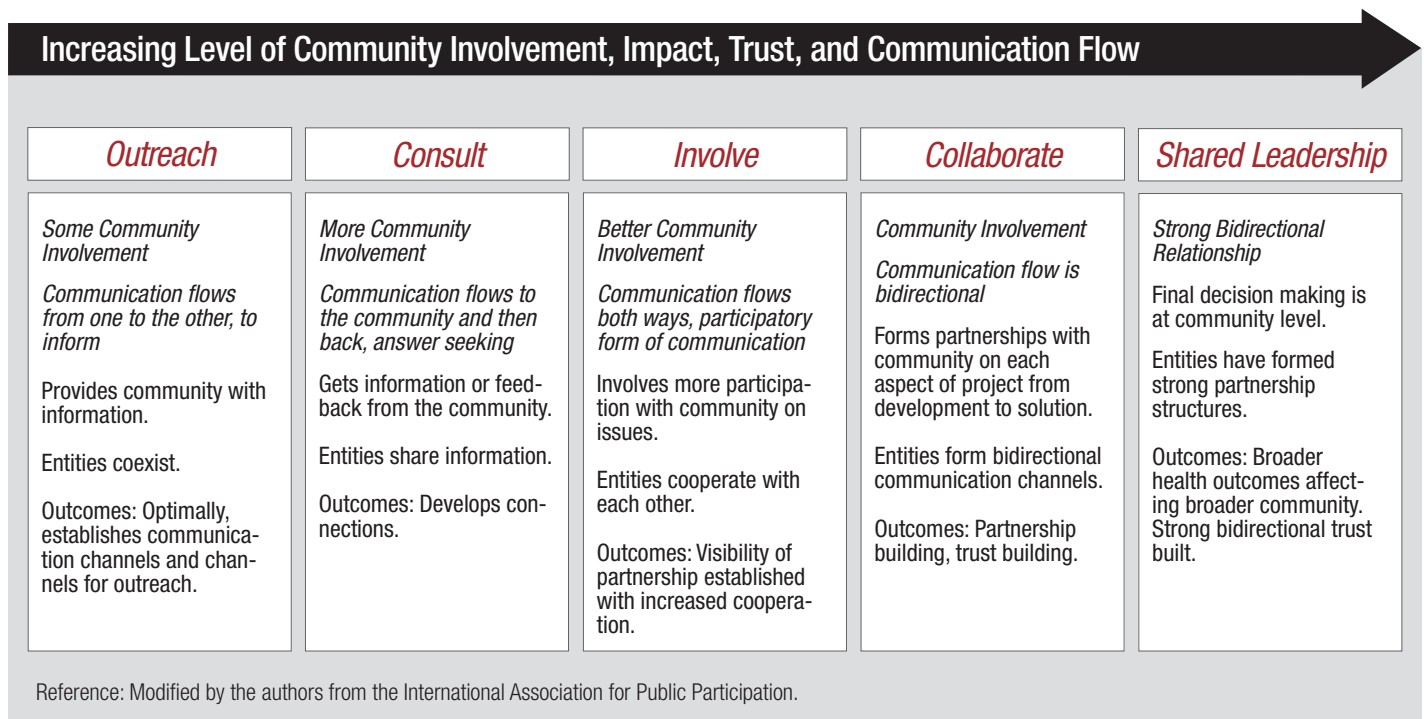 Increasing Level of Community Involvement, Impact, Trust, and Communication Flow
Outreach
Some Community
Involvement
Communication flows
from one to the other, to
inform
Provides community with
information.
Entities coexist.
Outcomes: Optimally,
establishes communica-
tion channels and chan-
nels for outreach.
Consult
More Community
Involvement
Communication flows to
the community and then
back, answer seeking
Gets information or feed-
back from the community.
Entities share information.
Outcomes: Develops con-
nections.
Involve
Better Community
Involvement
Communication flows
both ways, participatory
form of communication
Involves more participa-
tion with community on
issues.
Entities cooperate with
each other.
Outcomes: Visibility of
partnership established
with increased coopera-
tion.
Collaborate
Community Involvement
Communication flow is
bidirectional
Forms partnerships with
community on each
aspect of project from
development to solution.
Entities form bidirectional
communication channels.
Outcomes: Partnership
building, trust building.
Shared Leadership
Strong Bidirectional
Relationship
Final decision making is
at community level.
Entities have formed
strong partnership
structures.
Outcomes: Broader
health outcomes affect-
ing broader community.
Strong bidirectional trust
built.
Reference: Modified by the authors from the International Association for Public Participation.